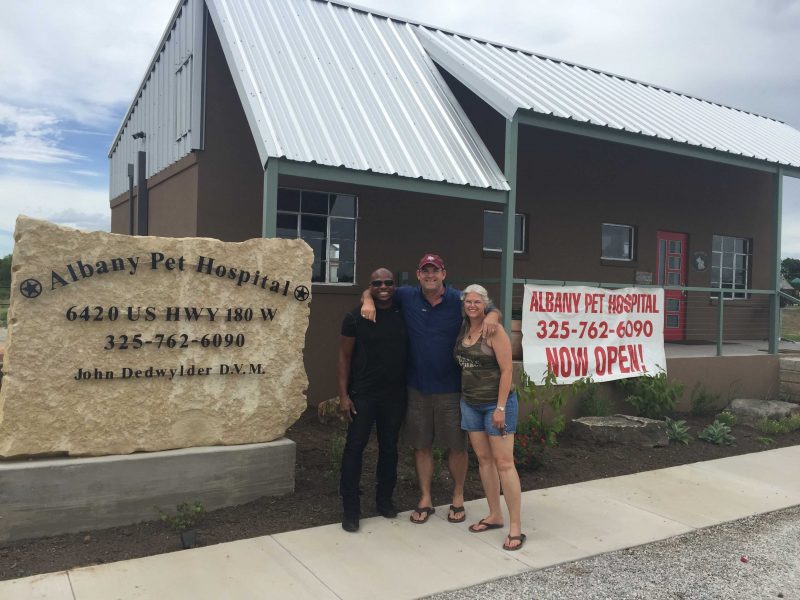 Albany Pet Hospital
6420 US HWY 180 W
325-762-6090
John Dedwylder D.V.M.
ALBANY PET HOSPITAL
325-762-6090
NOW OPEN!